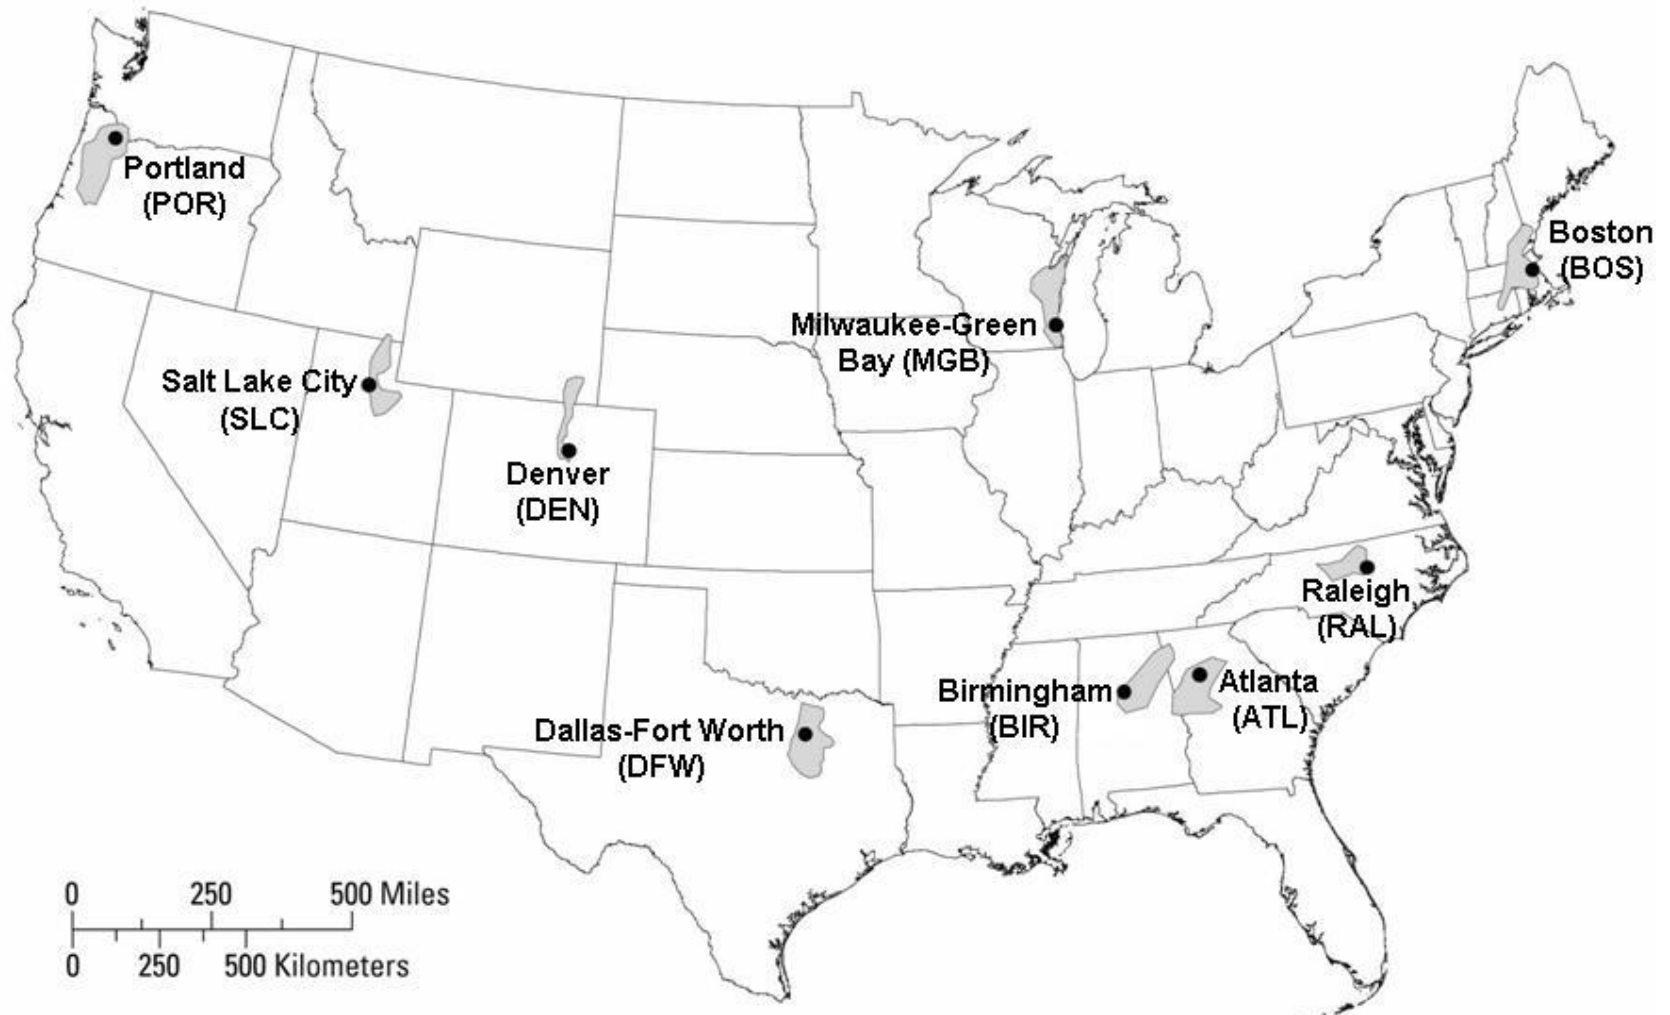 Portland
(POR)
Boston
(BOS)
Milwaukee-Green
Bay (MGB)
Salt Lake City
(SLC)
Denver
(DEN)
Raleigh
(RAL)
Birmingham
(BIR)
Atlanta
(ATL)
Dallas-Fort Worth
(DFW)
0 250 500 Miles
0 250 500 Kilometers